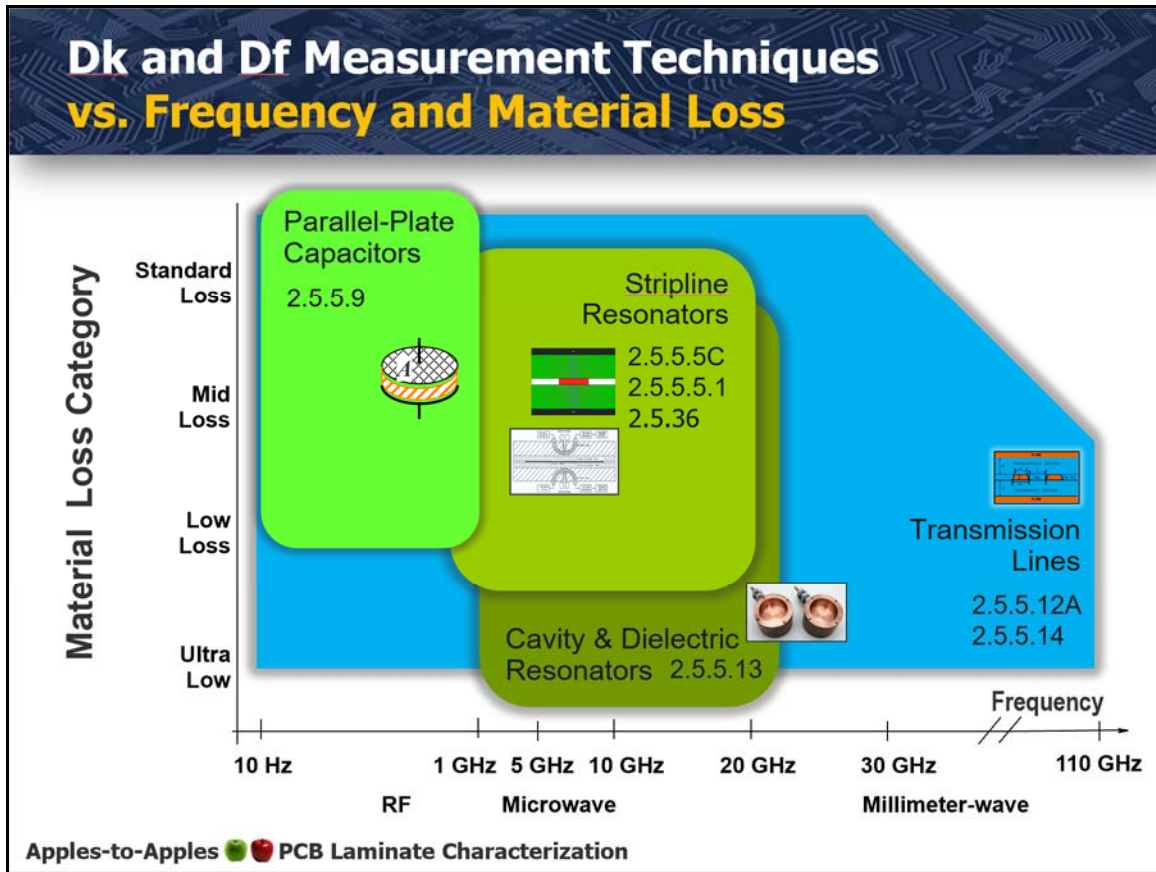 Dk and Df Measurement Techniques
vs. Frequency and Material Loss
Material Loss Category
Standard
Loss
Mid
Loss
Low
Loss
Ultra
Low
Parallel-Plate
Capacitors
2.5.5.9
A
Stripline
Resonators
2.5.5.5C
2.5.5.5.1
2.5.36
Cavity & Dielectric
Resonators 2.5.5.13
PLANE
PLANE
Transmission
Lines
2.5.5.12A
2.5.5.14
Frequency
10 Hz
1 GHz
5 GHz
10 GHz
20 GHz
30 GHz
110 GHz
RF
Microwave
Millimeter-wave
Apples-to-Apples PCB Laminate Characterization